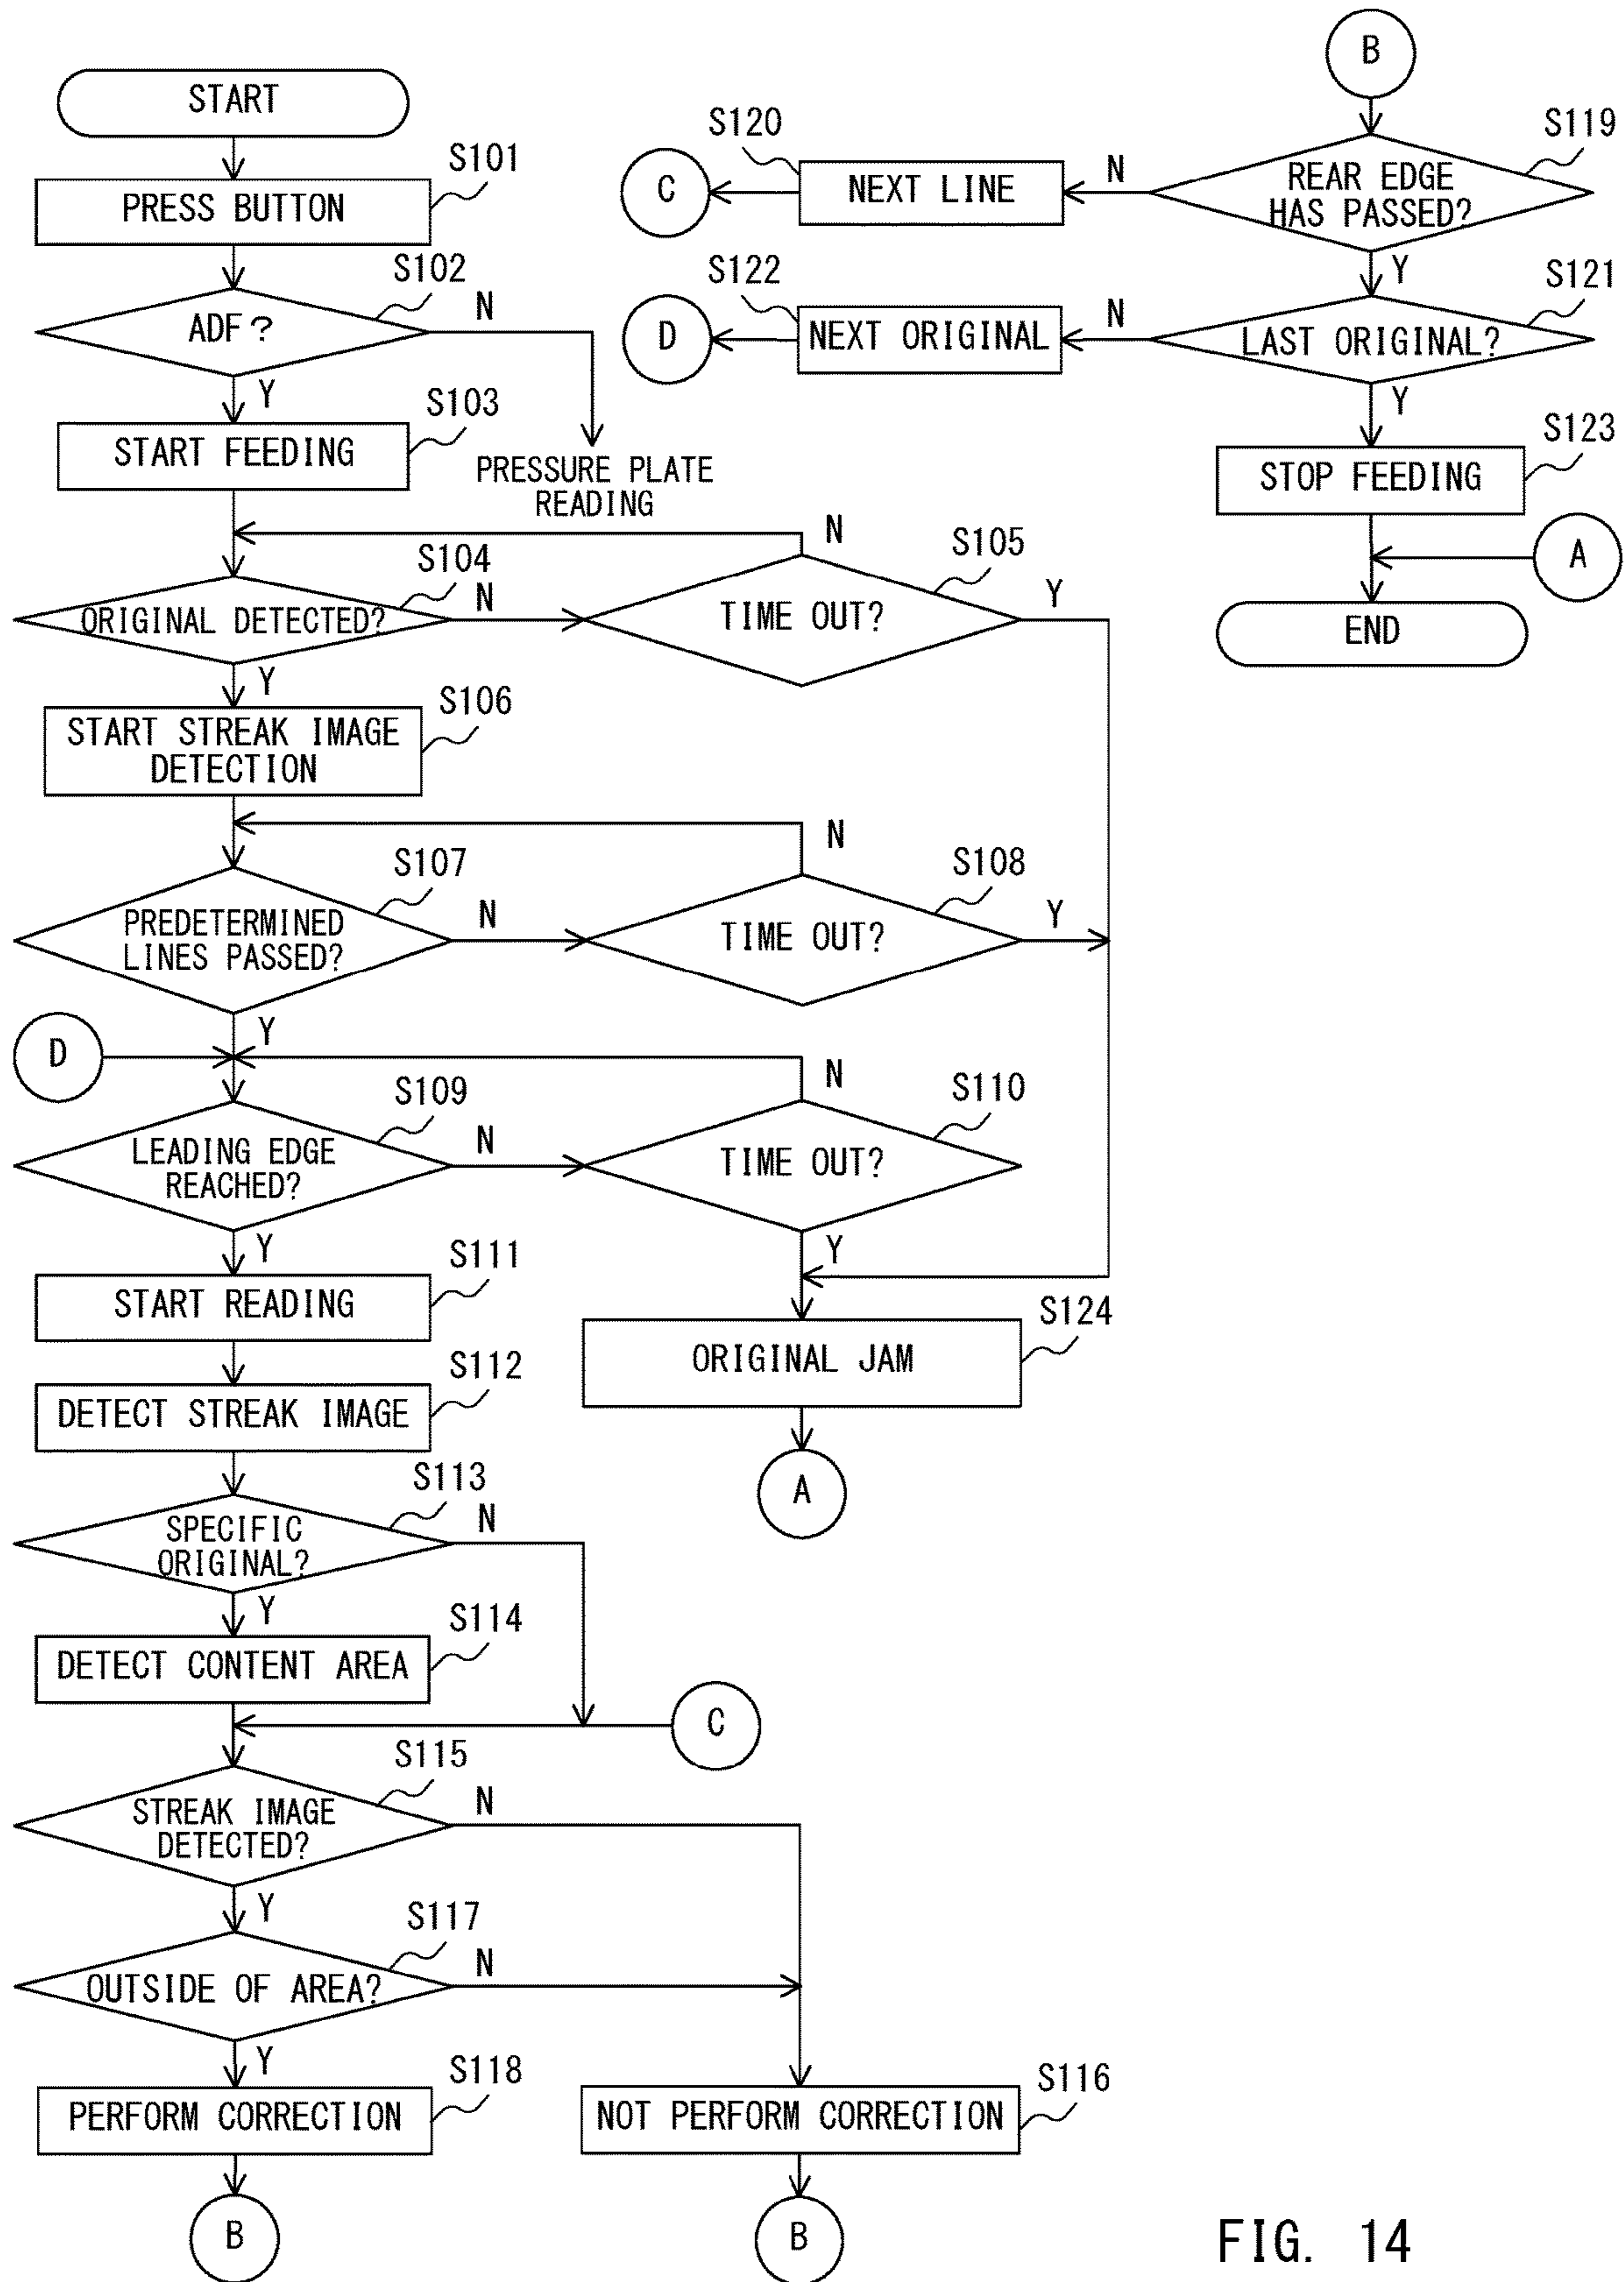 START
S101
PRESS BUTTON
S102
ADF?
N
Y
S103
START FEEDING
PRESSURE PLATE
READING
S104
ORIGINAL DETECTED?
N
Y
S105
TIME OUT?
N
Y
S106
START STREAK IMAGE
DETECTION
S107
PREDETERMINED
LINES PASSED?
N
Y
S108
TIME OUT?
N
Y
D
S109
LEADING EDGE
REACHED?
N
Y
S110
TIME OUT?
N
Y
S111
START READING
S124
ORIGINAL JAM
A
S112
DETECT STREAK IMAGE
S113
SPECIFIC
ORIGINAL?
N
Y
S114
DETECT CONTENT AREA
C
S115
STREAK IMAGE
DETECTED?
N
Y
S117
OUTSIDE OF AREA?
N
Y
S118
PERFORM CORRECTION
B
S116
NOT PERFORM CORRECTION
B
B
S119
REAR EDGE
HAS PASSED?
N
Y
S120
NEXT LINE
C
S121
LAST ORIGINAL?
N
Y
S122
NEXT ORIGINAL
D
S123
STOP FEEDING
A
END
FIG. 14